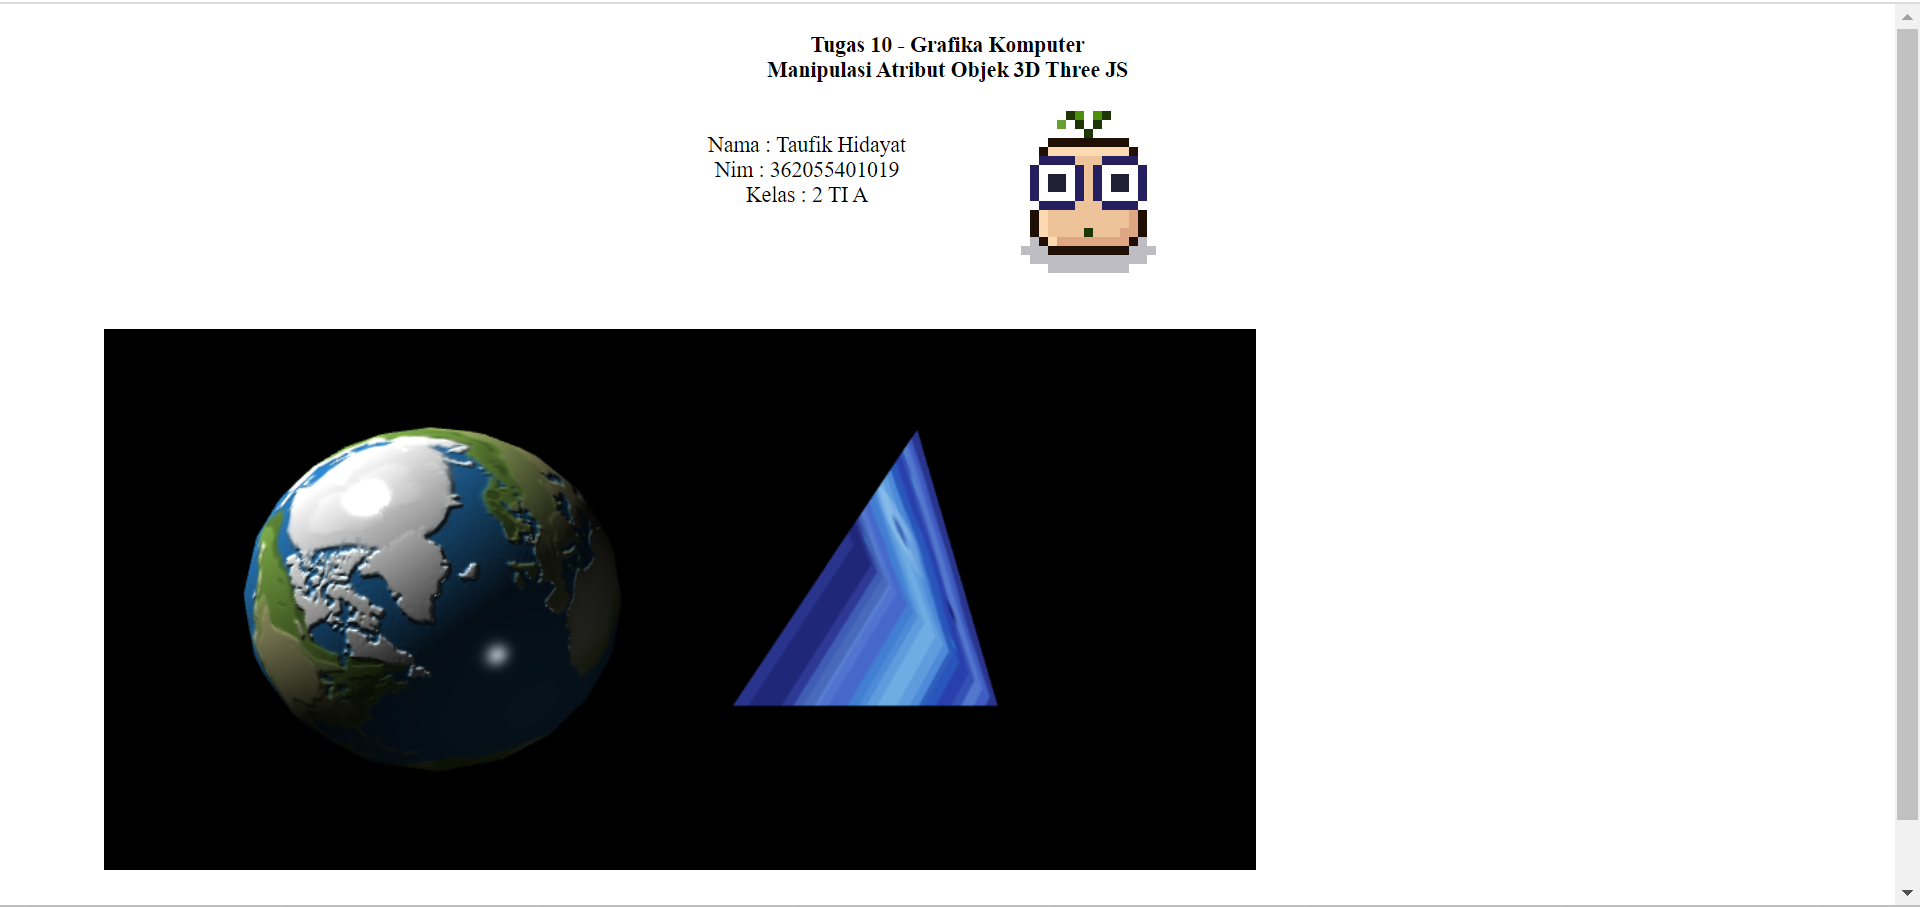 Tugas 10 - Grafika Komputer
Manipulasi Atribut Objek 3D Three JS
Nama : Taufik Hidayat
Nim : 362055401019
Kelas : 2 TI A